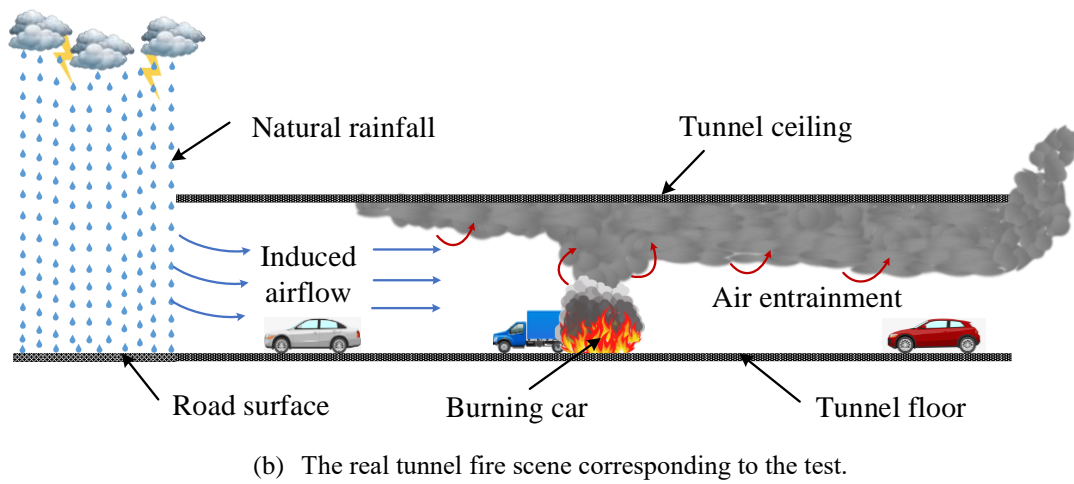 Natural rainfall
Tunnel ceiling
Induced
airflow
Air entrainment
Road surface
Burning car
Tunnel floor
(b) The real tunnel fire scene corresponding to the test.